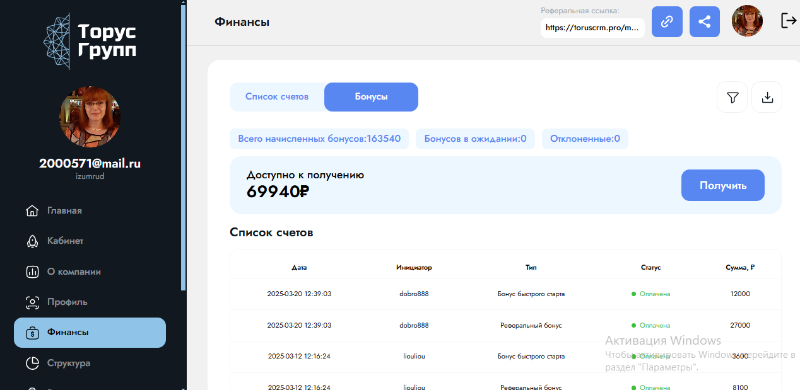 Торус
Групп
2000571@mail.ru
izumrud
Главная
Кабинет
О компании
Профиль
Финансы
Структура
Финансы
Реферальная ссылка:
https://toruscrm.pro/m...
Список счетов
Бонусы
Всего начисленных бонусов:163540
Бонусов в ожидании:0
Отклоненные:0
Доступно к получению
69940₽
Получить
Список счетов
Дата Инициатор Тип Статус Сумма, ₽
2025-03-20 12:39:03 dobro888 Бонус быстрого старта Оплачена 12000
2025-03-20 12:39:03 dobro888 Реферальный бонус Оплачена 27000
2025-03-12 12:16:24 liouliou Бонус быстрого старта Оплачена 3600
2025-03-12 12:16:24 liouliou Реферальный бонус Оплачена 8100
Активация Windows
Чтобы Windows, перейдите в
раздел "Параметры".